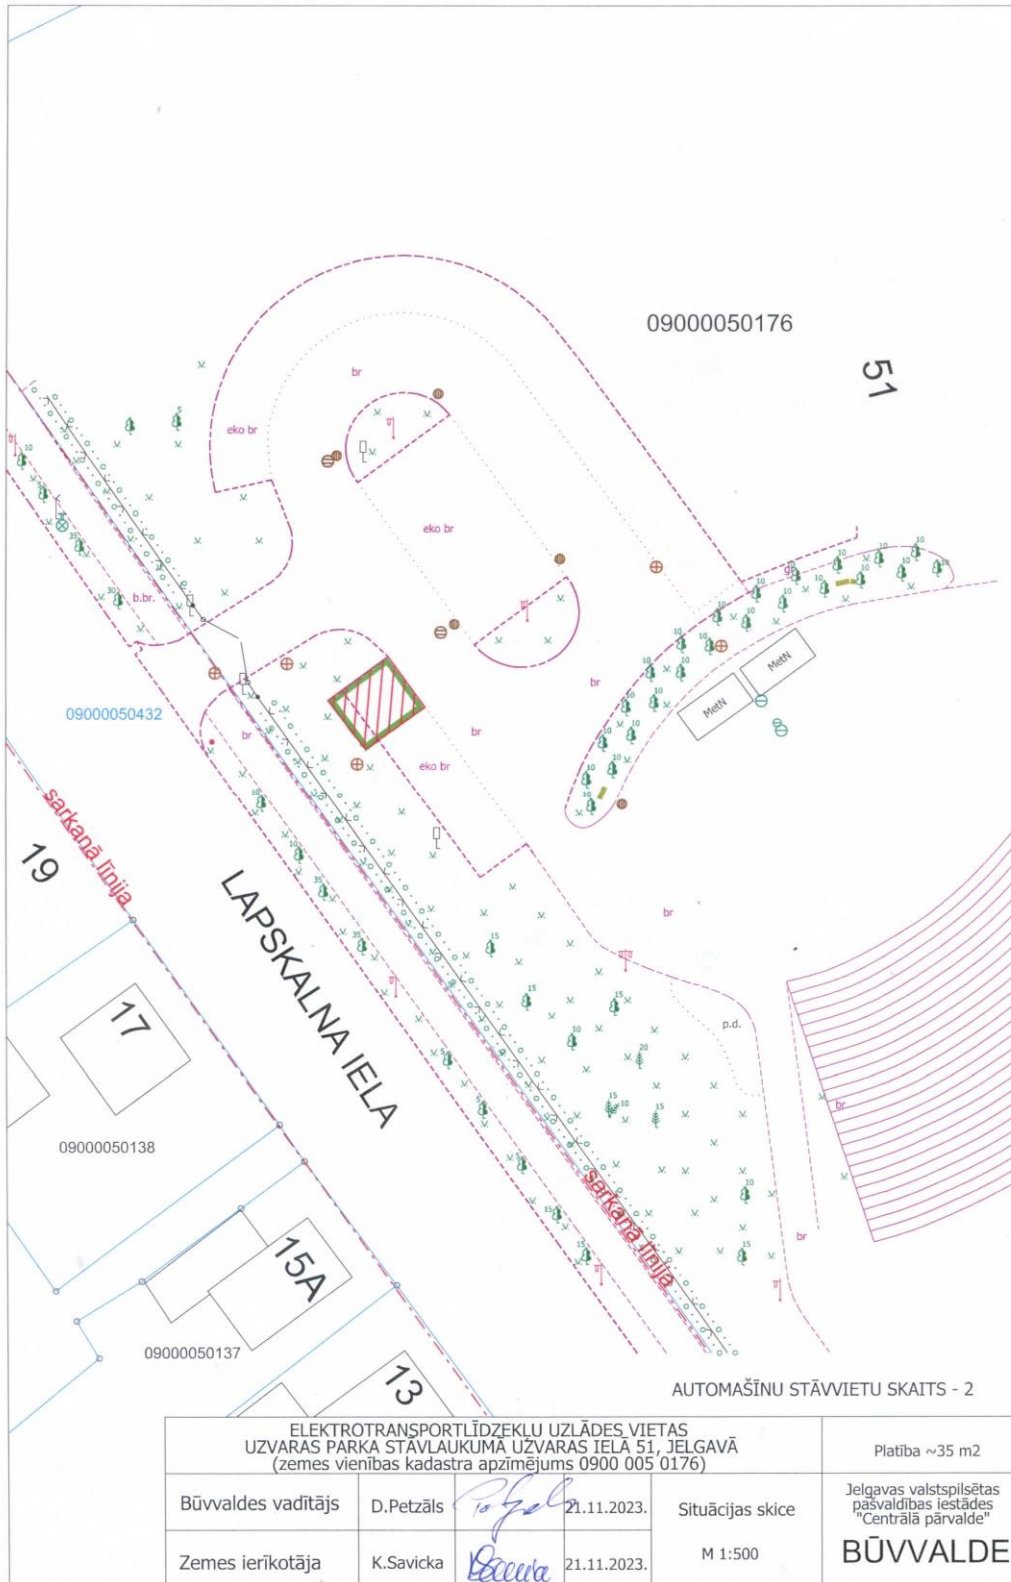 09000050176
51
br
eko br
eko br
br
br
eko br
br
br
br
br
b.br.
p.d.
MetN
MetN
09000050432
sarkanā līnija
19
LAPSKALNA IELA
17
09000050138
15A
09000050137
13
sarkanā līnija
AUTOMAŠĪNU STĀVVIETU SKAITS - 2
ELEKTROTRANSPORTLĪDZEKĻU UZLĀDES VIETAS
UZVARAS PARKA STĀVLAUKUMĀ UZVARAS IELĀ 51, JELGAVĀ
(zemes vienības kadastra apzīmējums 0900 005 0176)
Platība ~35 m2
Būvvaldes vadītājs
D.Petzāls
21.11.2023.
Situācijas skice
Jelgavas valstspilsētas
pašvaldības iestādes
"Centrālā pārvalde"
BŪVVALDE
Zemes ierīkotāja
K.Savicka
21.11.2023.
M 1:500